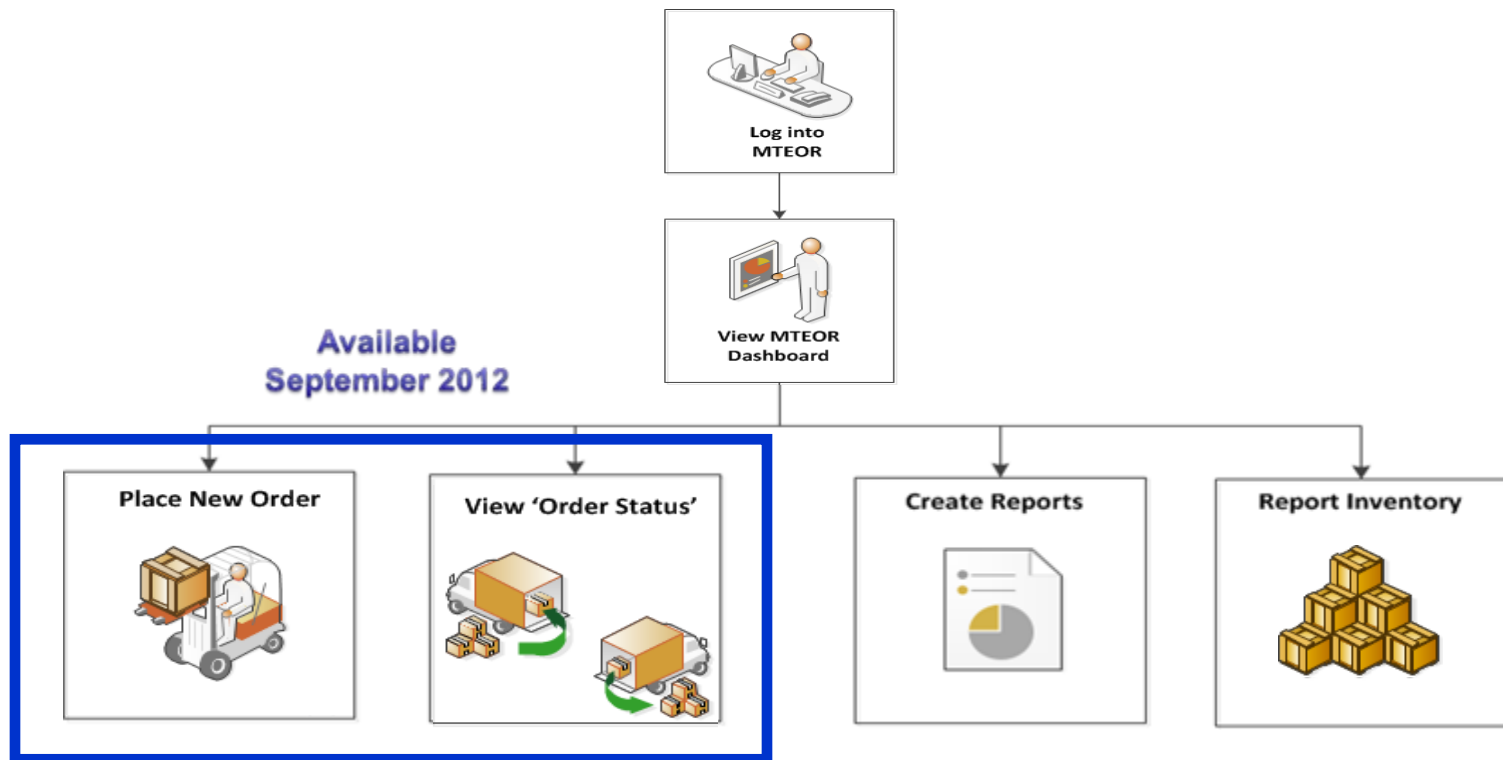 Log into
MTEOR
View MTEOR
Dashboard
Available
September 2012
Place New Order
View ‘Order Status’
Create Reports
Report Inventory